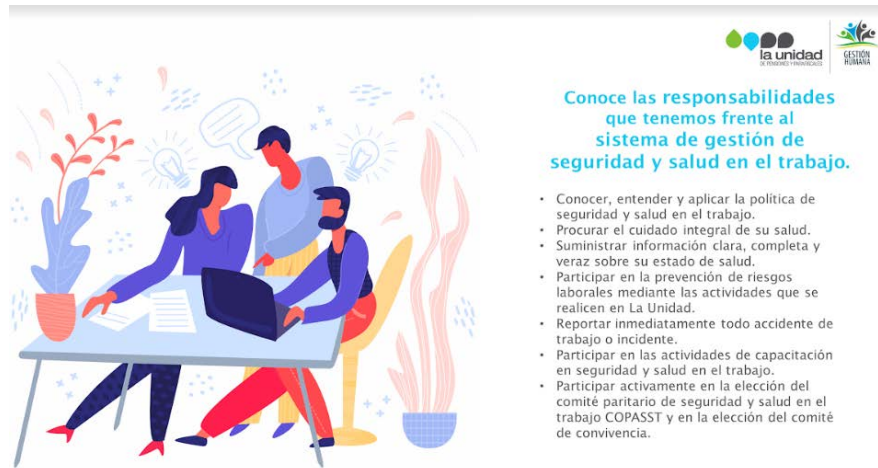 la unidad
DE PENSIONES Y PARAFISCALES
GESTIÓN
HUMANA
Conoce las responsabilidades
que tenemos frente al
sistema de gestión de
seguridad y salud en el trabajo.
• Conocer, entender y aplicar la política de
seguridad y salud en el trabajo.
• Procurar el cuidado integral de su salud.
• Suministrar información clara, completa y
veraz sobre su estado de salud.
• Participar en la prevención de riesgos
laborales mediante las actividades que se
realicen en La Unidad.
• Reportar inmediatamente todo accidente de
trabajo o incidente.
• Participar en las actividades de capacitación
en seguridad y salud en el trabajo.
• Participar activamente en la elección del
comité paritario de seguridad y salud en el
trabajo COPASST y en la elección del comité
de convivencia.